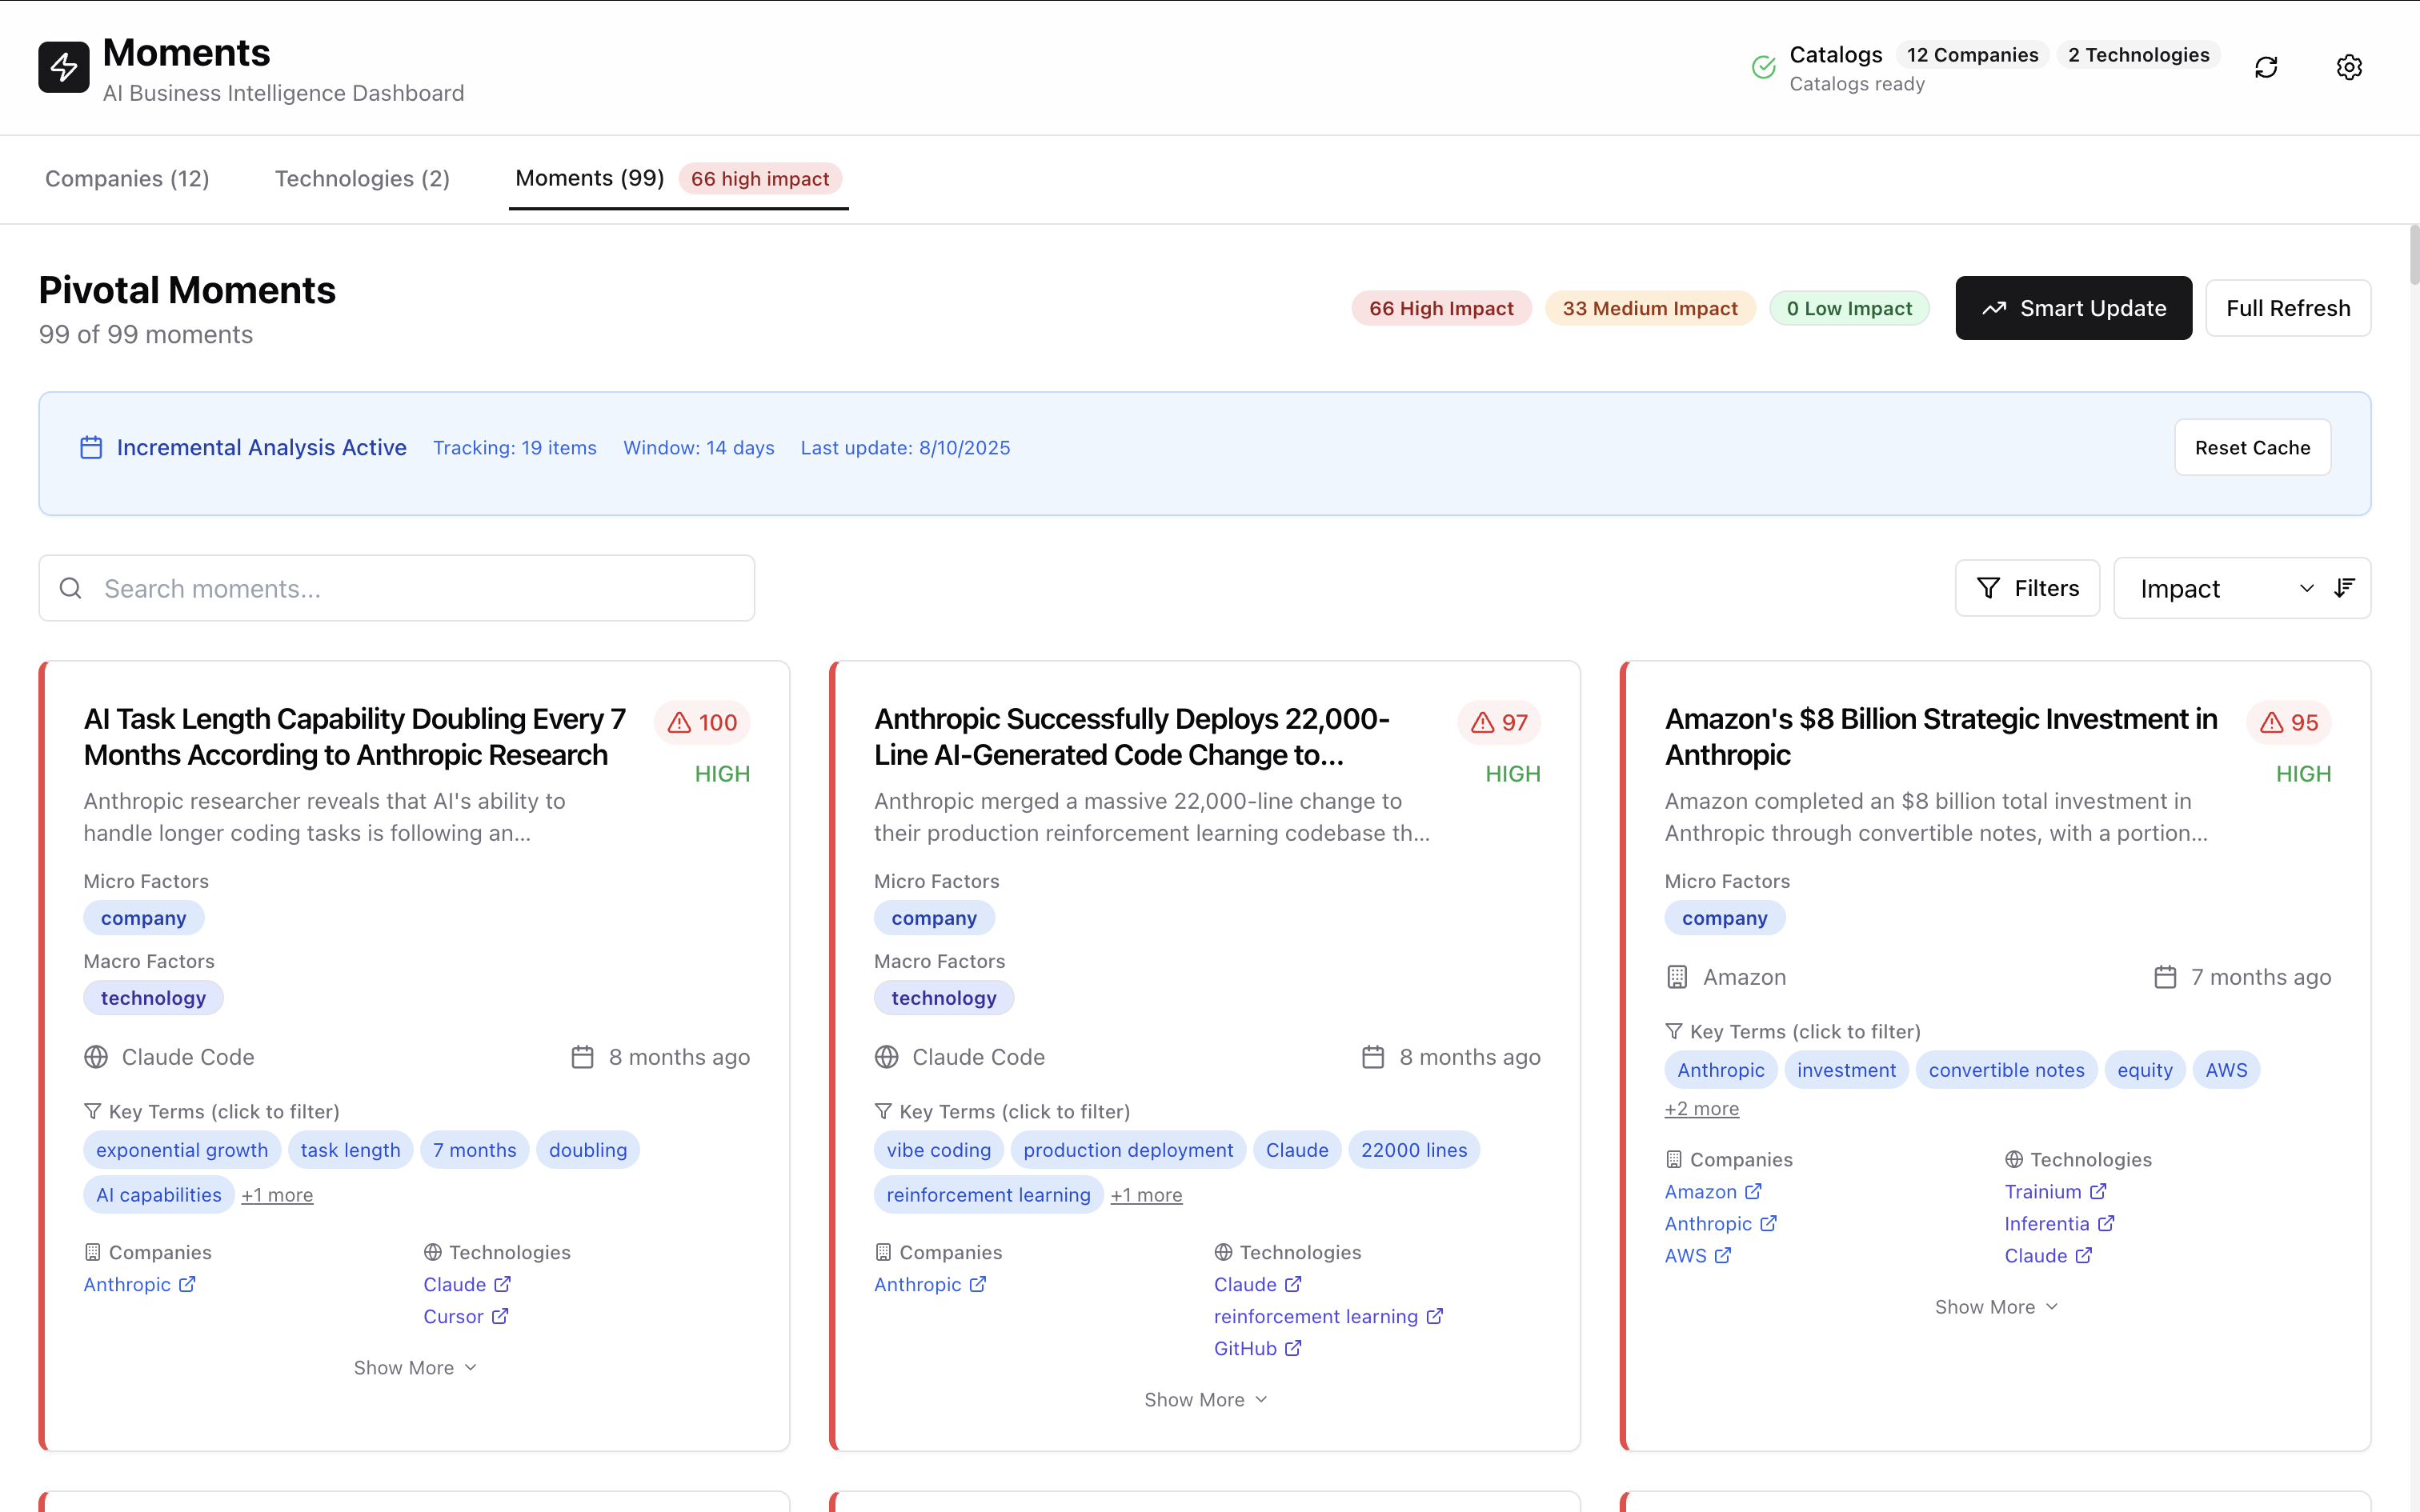 Moments
AI Business Intelligence Dashboard
Catalogs 12 Companies 2 Technologies
Catalogs ready
Companies (12) Technologies (2) Moments (99) 66 high impact
Pivotal Moments
99 of 99 moments
66 High Impact 33 Medium Impact 0 Low Impact Smart Update Full Refresh
Incremental Analysis Active Tracking: 19 items Window: 14 days Last update: 8/10/2025 Reset Cache
Search moments...
Filters Impact
AI Task Length Capability Doubling Every 7
Months According to Anthropic Research
100
HIGH
Anthropic researcher reveals that AI's ability to
handle longer coding tasks is following an...
Micro Factors
company
Macro Factors
technology
Claude Code 8 months ago
Key Terms (click to filter)
exponential growth task length 7 months doubling
AI capabilities +1 more
Companies Technologies
Anthropic Claude
Cursor
Show More
Anthropic Successfully Deploys 22,000-
Line AI-Generated Code Change to...
97
HIGH
Anthropic merged a massive 22,000-line change to
their production reinforcement learning codebase th...
Micro Factors
company
Macro Factors
technology
Claude Code 8 months ago
Key Terms (click to filter)
vibe coding production deployment Claude 22000 lines
reinforcement learning +1 more
Companies Technologies
Anthropic Claude
reinforcement learning
GitHub
Show More
Amazon's $8 Billion Strategic Investment in
Anthropic
95
HIGH
Amazon completed an $8 billion total investment in
Anthropic through convertible notes, with a portion...
Micro Factors
company
Amazon 7 months ago
Key Terms (click to filter)
Anthropic investment convertible notes equity AWS
+2 more
Companies Technologies
Amazon Trainium
Anthropic Inferentia
AWS Claude
Show More